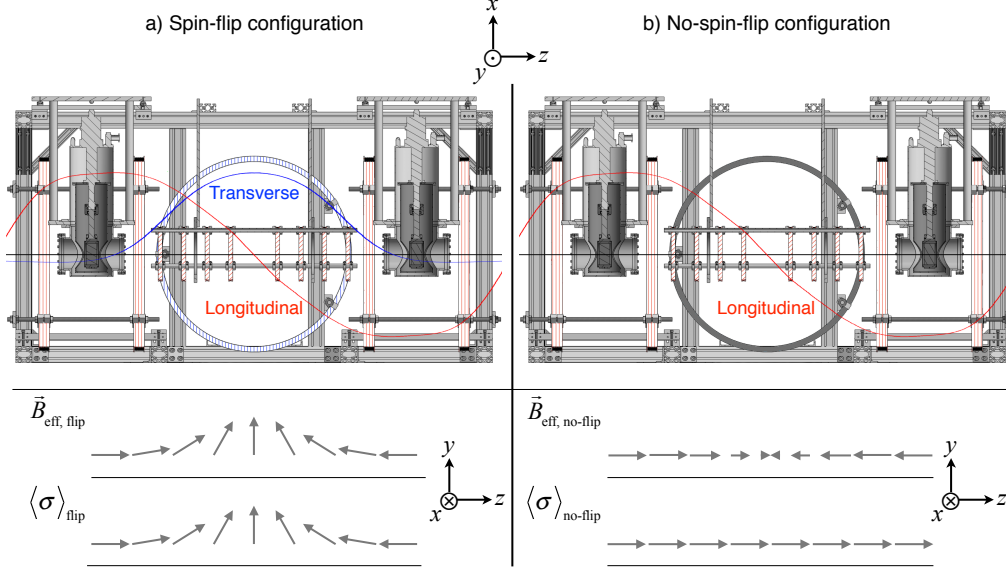 a) Spin-flip configuration
x
y
z
b) No-spin-flip configuration
Transverse
Longitudinal
Longitudinal
B⃗eff, flip
y
x
z
⟨σ⟩flip
B⃗eff, no-flip
y
x
z
⟨σ⟩no-flip